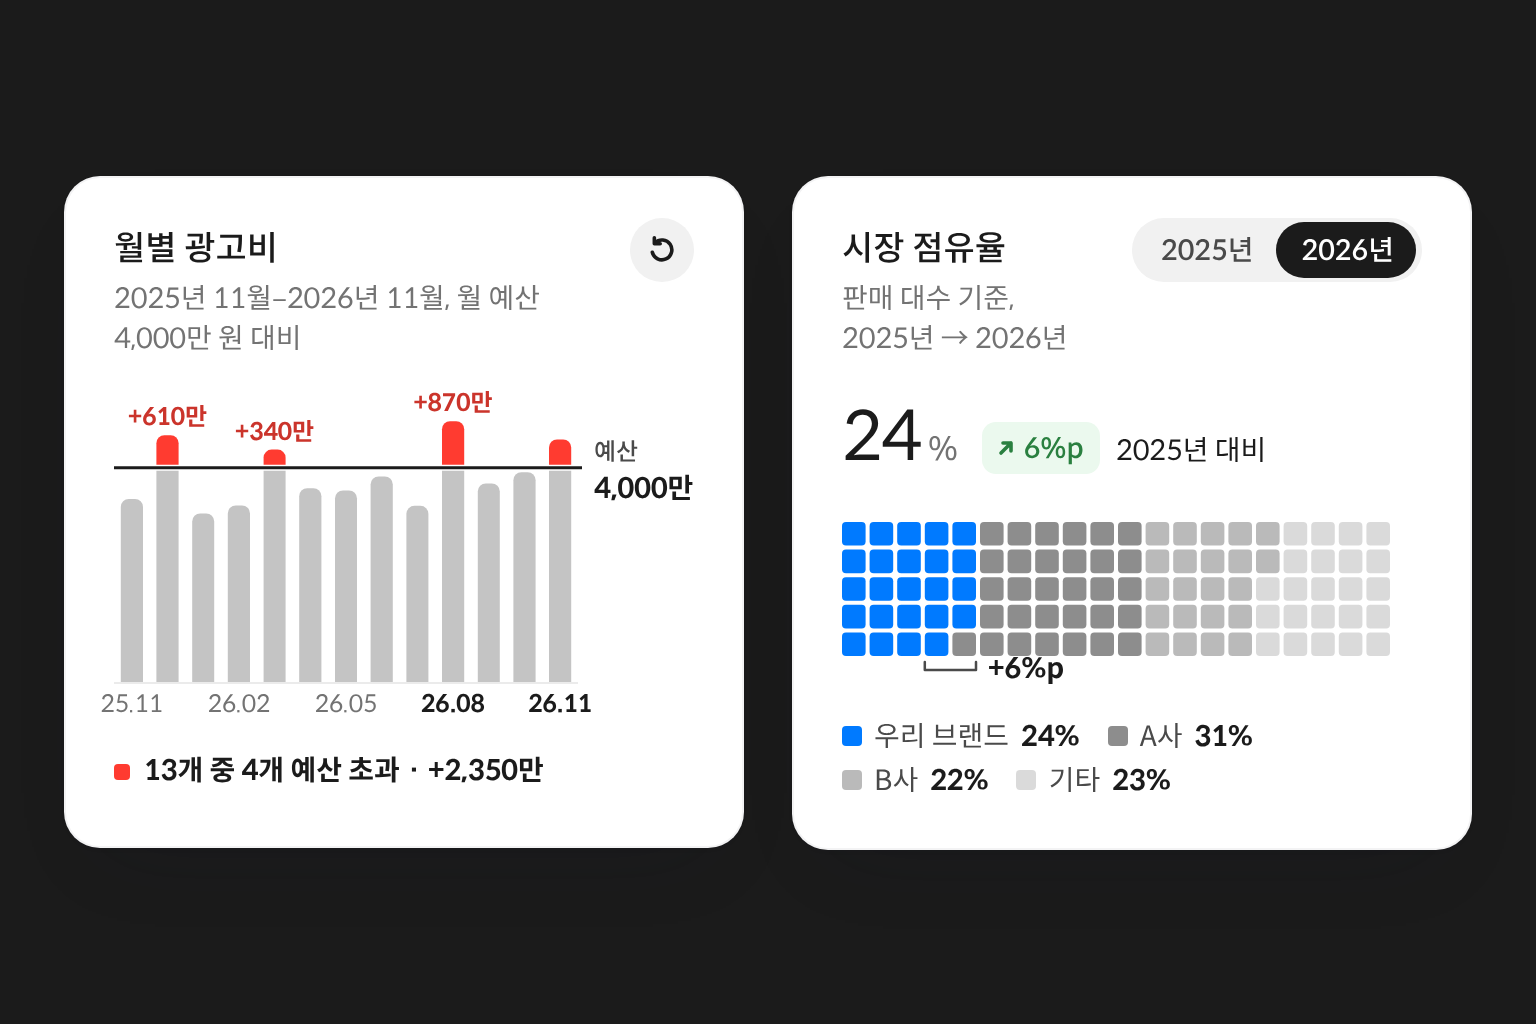 월별 광고비
2025년 11월–2026년 11월, 월 예산
4,000만 원 대비
+610만
+340만
+870만
예산
4,000만
25.11
26.02
26.05
26.08
26.11
13개 중 4개 예산 초과 · +2,350만
시장 점유율
2025년
2026년
판매 대수 기준,
2025년 → 2026년
24 %
6%p
2025년 대비
+6%p
우리 브랜드 24% A사 31%
B사 22% 기타 23%